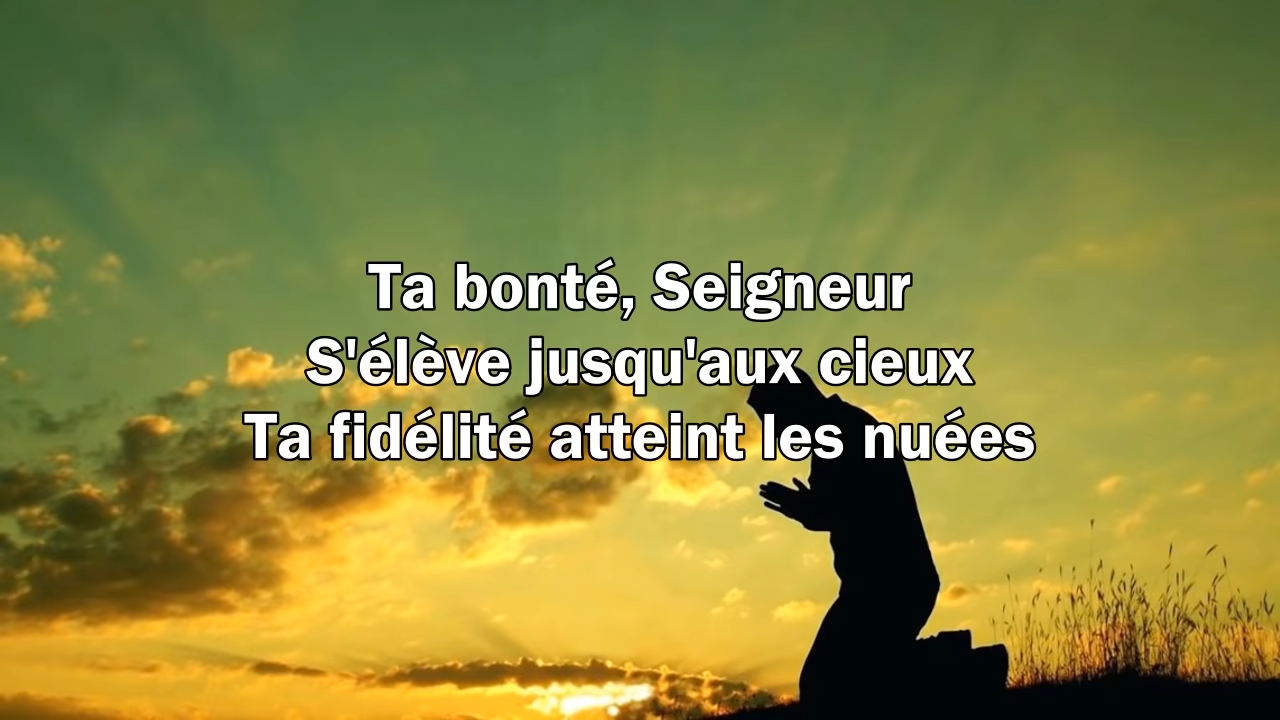 Ta bonté, Seigneur
S'élève jusqu'aux cieux
Ta fidélité atteint les nuées